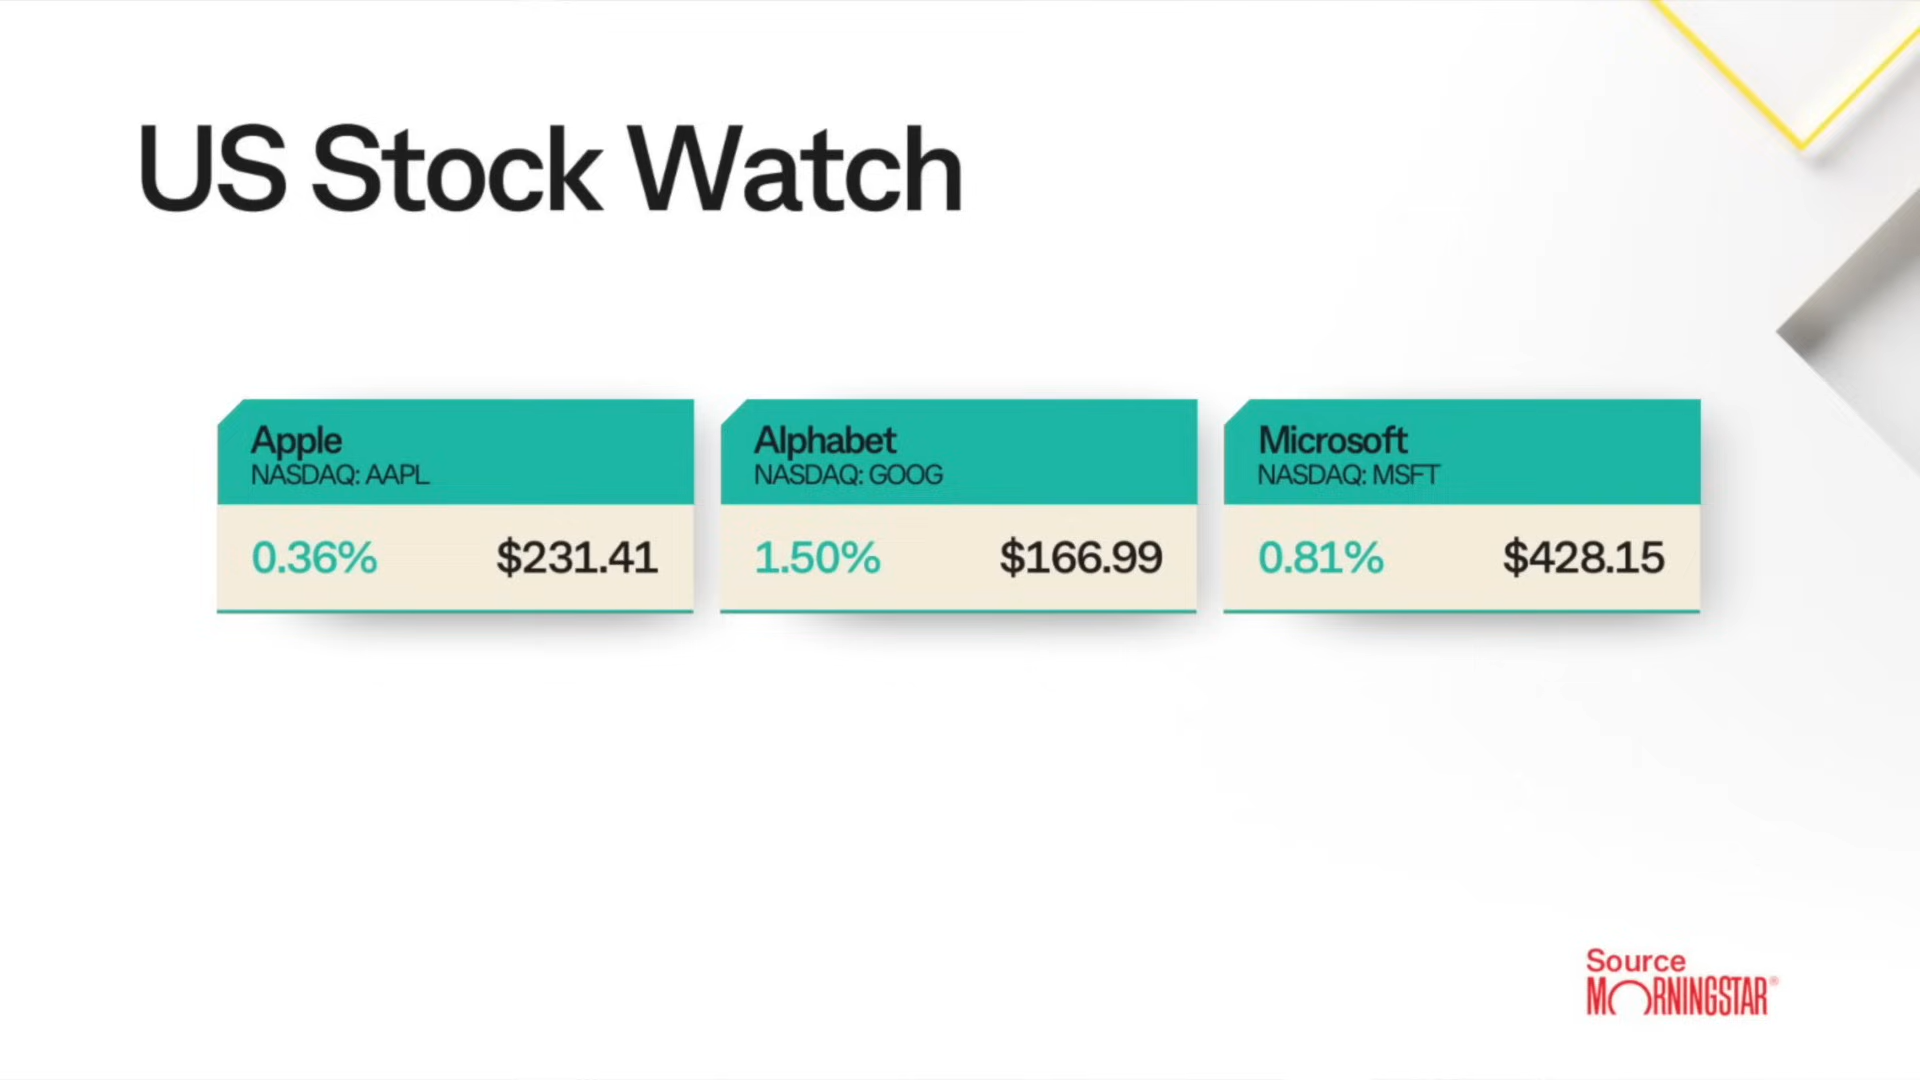 US Stock Watch
Apple
NASDAQ: AAPL
0.36% $231.41
Alphabet
NASDAQ: GOOG
1.50% $166.99
Microsoft
NASDAQ: MSFT
0.81% $428.15
Source
MORNINGSTAR®